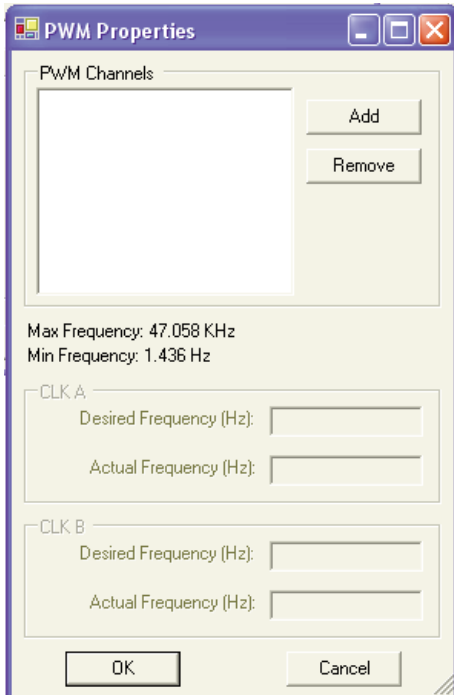 PWM Properties
PWM Channels
Add
Remove
Max Frequency: 47.058 KHz
Min Frequency: 1.436 Hz
CLK A
Desired Frequency (Hz):
Actual Frequency (Hz):
CLK B
Desired Frequency (Hz):
Actual Frequency (Hz):
OK
Cancel